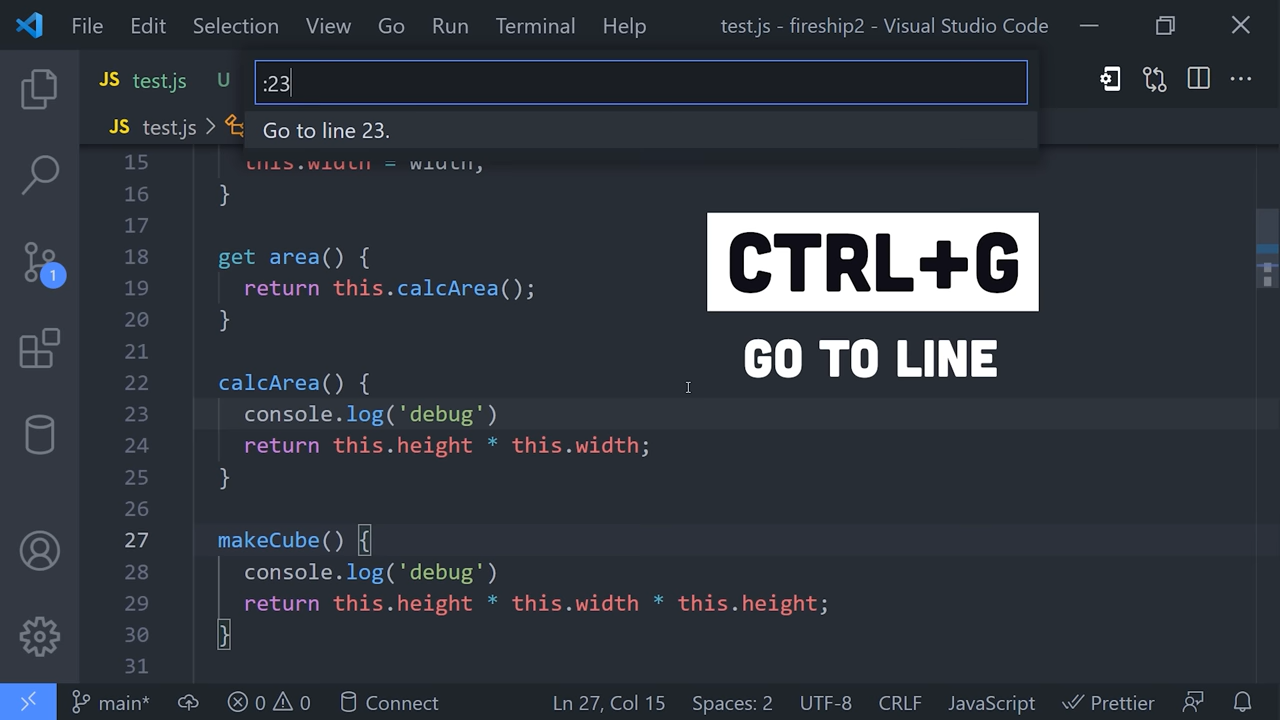 File Edit Selection View Go Run Terminal Help test.js - fireship2 - Visual Studio Code
JS test.js U
:23
JS test.js >
Go to line 23.
15 this.width = width;
16 }
17
18 get area() {
19 return this.calcArea();
20 }
21
22 calcArea() {
23 console.log('debug')
24 return this.height * this.width;
25 }
26
27 makeCube() {
28 console.log('debug')
29 return this.height * this.width * this.height;
30 }
31
CTRL+G
GO TO LINE
1
main* 0 0 Connect Ln 27, Col 15 Spaces: 2 UTF-8 CRLF JavaScript Prettier